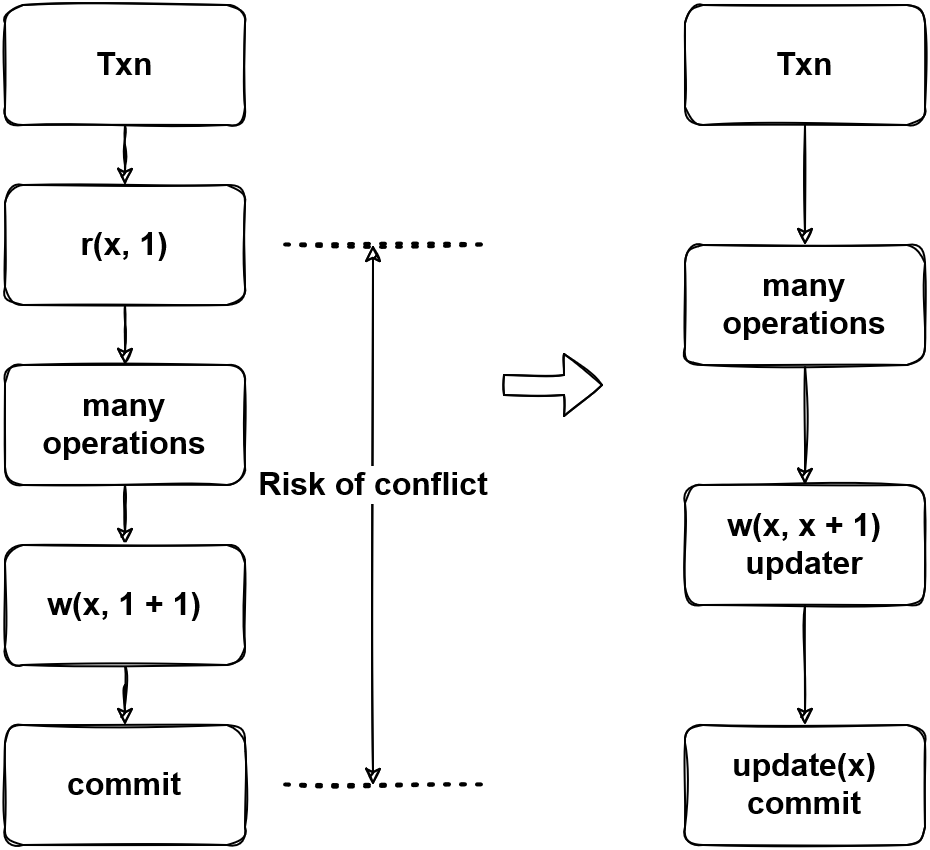 Txn
r(x, 1)
many
operations
w(x, 1 + 1)
commit
Risk of conflict
Txn
many
operations
w(x, x + 1)
updater
update(x)
commit